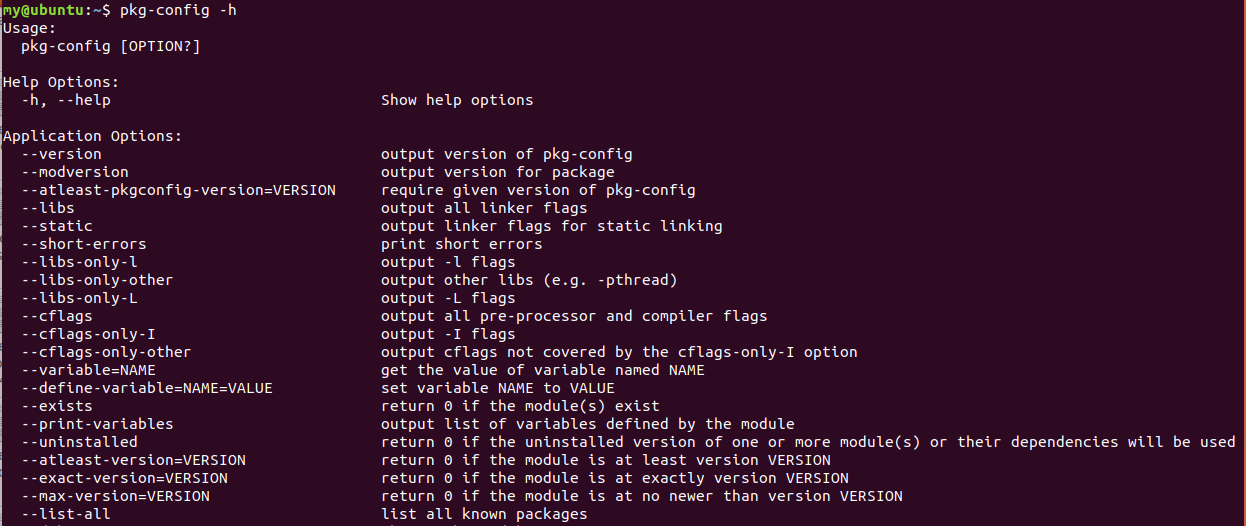 my@ubuntu:~$ pkg-config -h
Usage:
  pkg-config [OPTION?]

Help Options:
  -h, --help                              Show help options

Application Options:
  --version                               output version of pkg-config
  --modversion                            output version for package
  --atleast-pkgconfig-version=VERSION     require given version of pkg-config
  --libs                                  output all linker flags
  --static                                output linker flags for static linking
  --short-errors                          print short errors
  --libs-only-l                           output -l flags
  --libs-only-other                       output other libs (e.g. -pthread)
  --libs-only-L                           output -L flags
  --cflags                                output all pre-processor and compiler flags
  --cflags-only-I                         output -I flags
  --cflags-only-other                     output cflags not covered by the cflags-only-I option
  --variable=NAME                         get the value of variable named NAME
  --define-variable=NAME=VALUE            set variable NAME to VALUE
  --exists                                return 0 if the module(s) exist
  --print-variables                       output list of variables defined by the module
  --uninstalled                           return 0 if the uninstalled version of one or more module(s) or their dependencies will be used
  --atleast-version=VERSION               return 0 if the module is at least version VERSION
  --exact-version=VERSION                 return 0 if the module is at exactly version VERSION
  --max-version=VERSION                   return 0 if the module is at no newer than version VERSION
  --list-all                              list all known packages